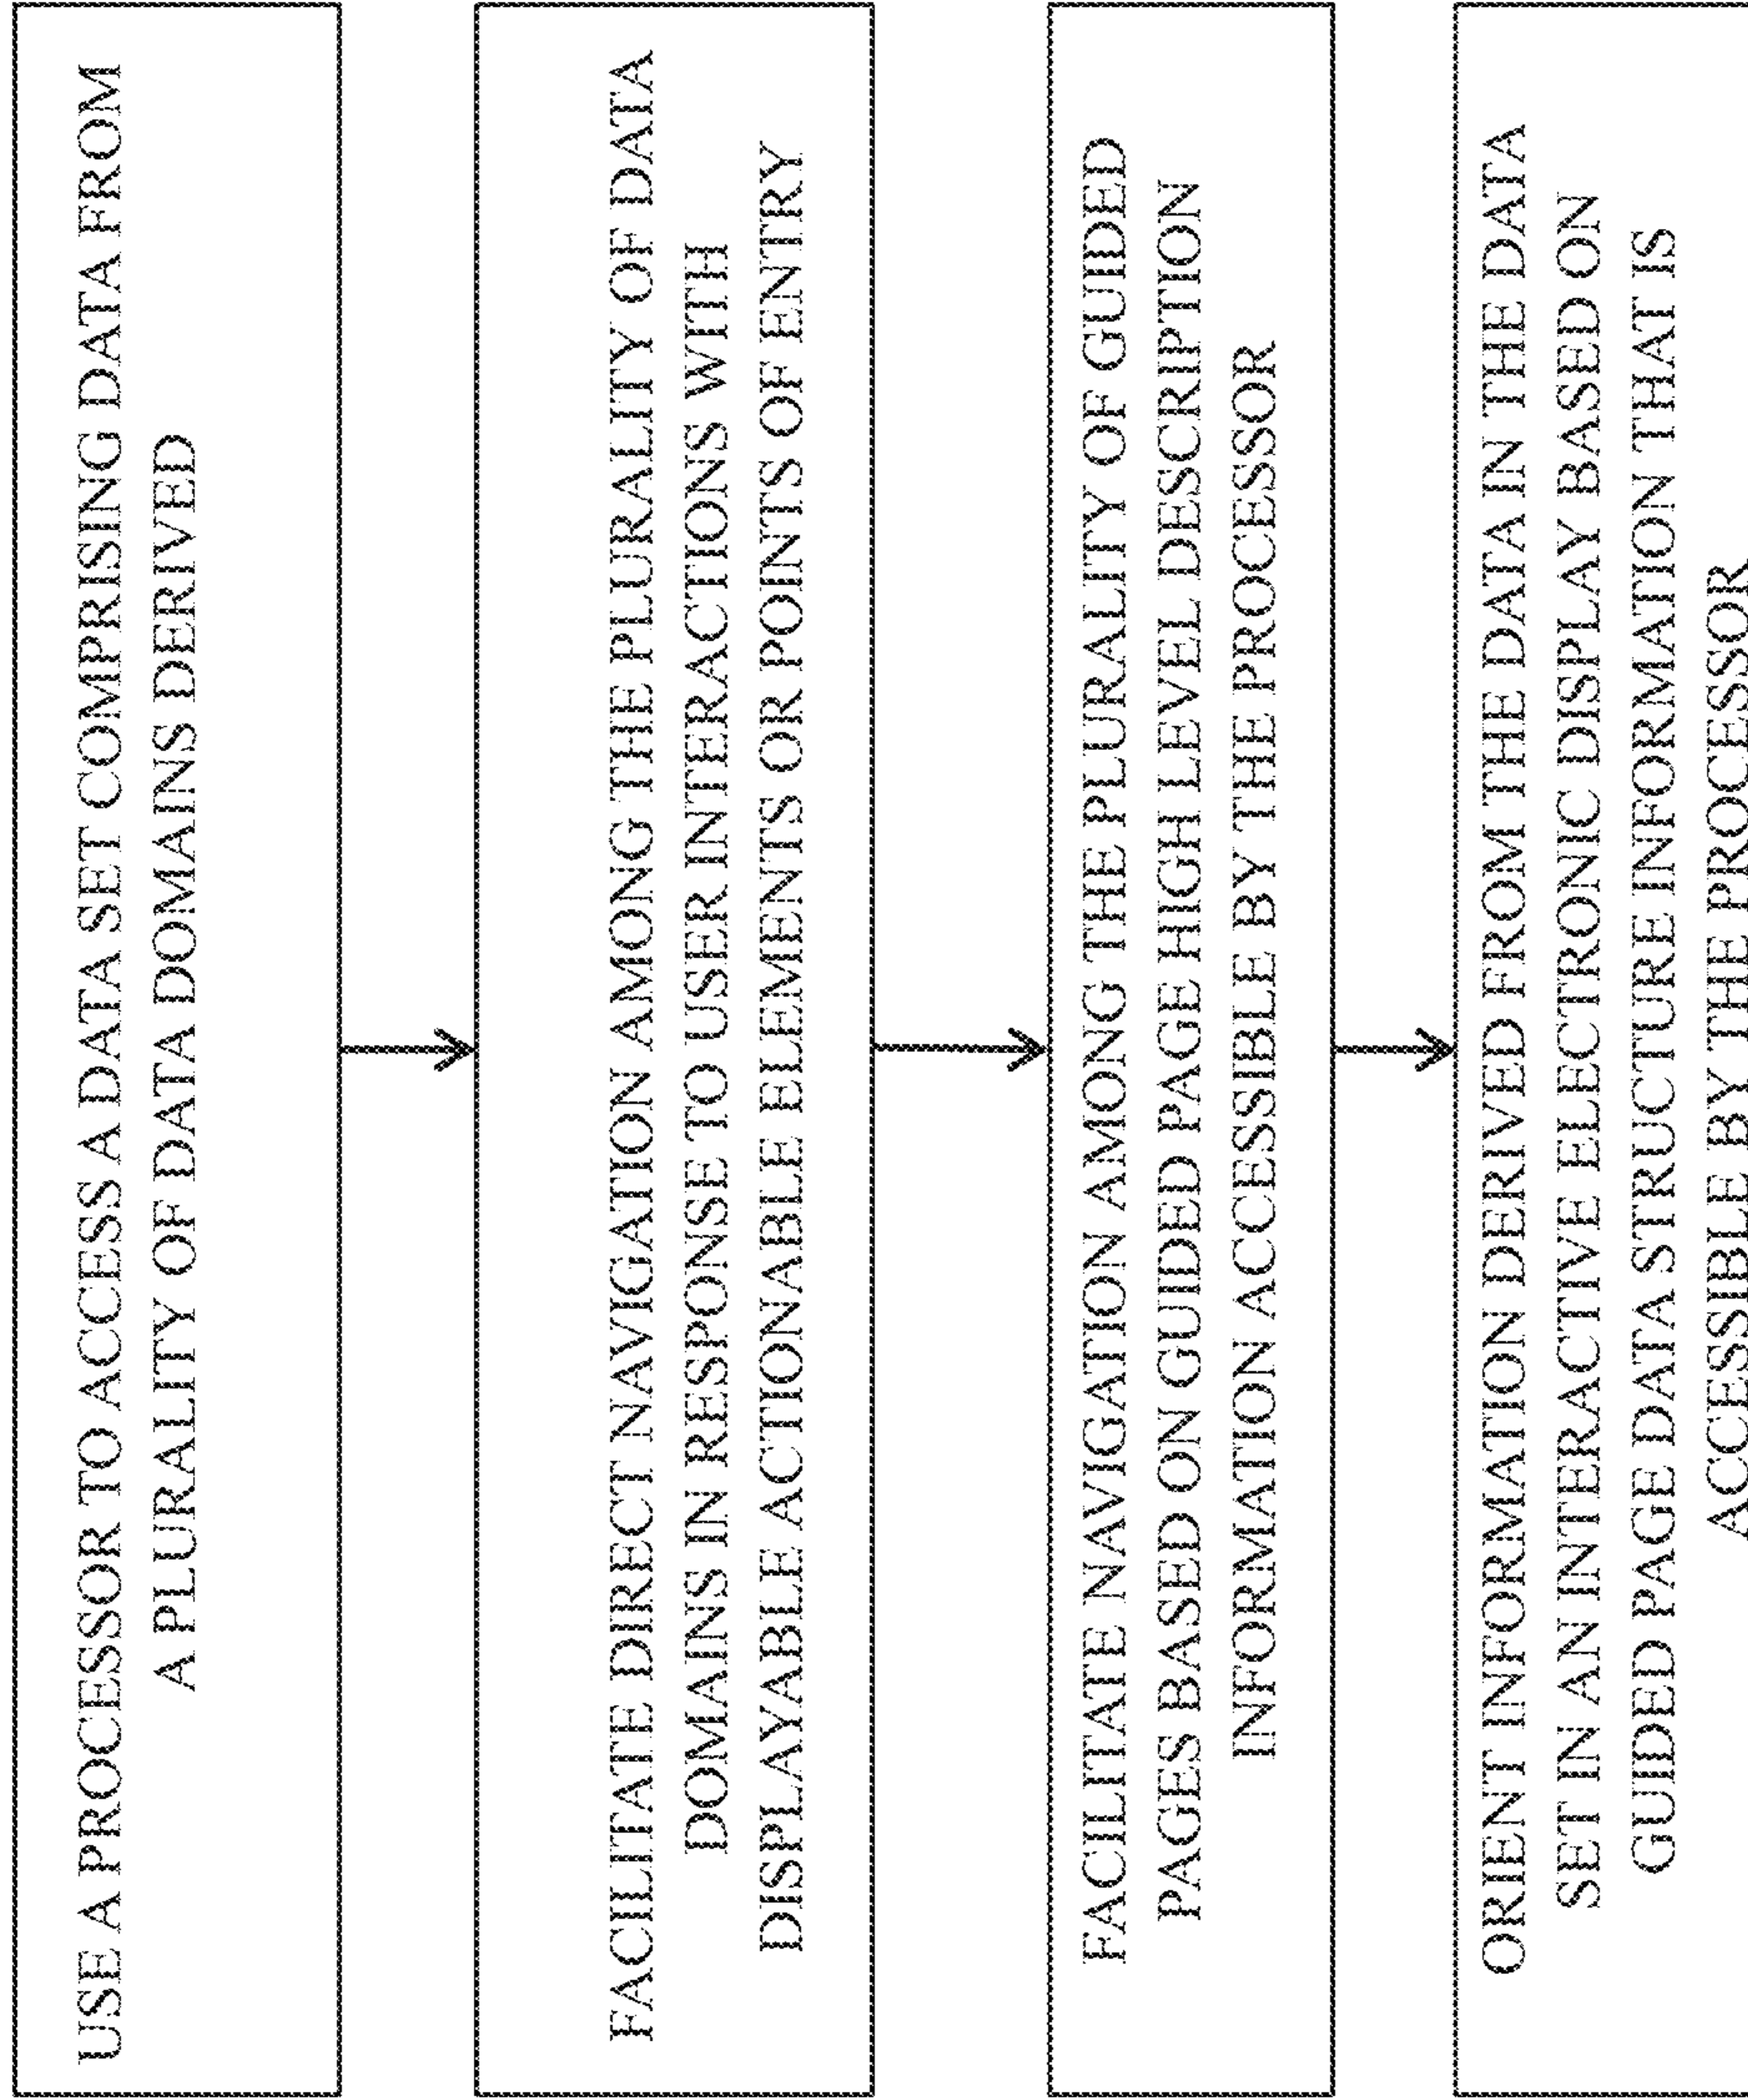 USE A PROCESSOR TO ACCESS A DATA SET COMPRISING DATA FROM
A PLURALITY OF DATA DOMAINS DERIVED
FACILITATE DIRECT NAVIGATION AMONG THE PLURALITY OF DATA
DOMAINS IN RESPONSE TO USER INTERACTIONS WITH
DISPLAYABLE ACTIONABLE ELEMENTS OR POINTS OF ENTRY
FACILITATE NAVIGATION AMONG THE PLURALITY OF GUIDED
PAGES BASED ON GUIDED PAGE HIGH LEVEL DESCRIPTION
INFORMATION ACCESSIBLE BY THE PROCESSOR
ORIENT INFORMATION DERIVED FROM THE DATA IN THE DATA
SET IN AN INTERACTIVE ELECTRONIC DISPLAY BASED ON
GUIDED PAGE DATA STRUCTURE INFORMATION THAT IS
ACCESSIBLE BY THE PROCESSOR